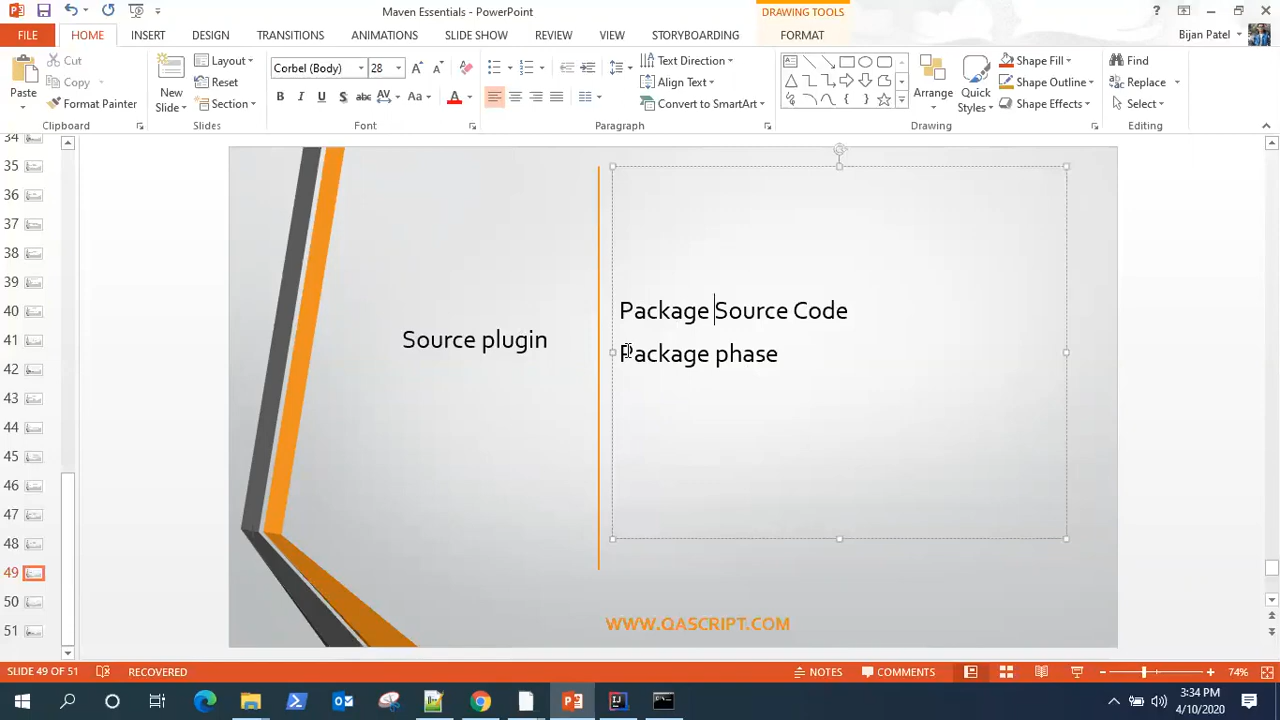 Maven Essentials - PowerPoint
DRAWING TOOLS
?
FILE
HOME
INSERT
DESIGN
TRANSITIONS
ANIMATIONS
SLIDE SHOW
REVIEW
VIEW
STORYBOARDING
FORMAT
Bijan Patel
Paste
Cut
Copy
Format Painter
Clipboard
New Slide
Layout
Reset
Section
Slides
Corbel (Body)
28
B I U S abc AV Aa A
Font
Text Direction
Align Text
Convert to SmartArt
Paragraph
Arrange
Quick Styles
Shape Fill
Shape Outline
Shape Effects
Drawing
Find
Replace
Select
Editing
34
35
36
37
38
39
40
41
42
43
44
45
46
47
48
49
50
51
Source plugin
Package Source Code
Package phase
WWW.QASCRIPT.COM
SLIDE 49 OF 51
RECOVERED
NOTES
COMMENTS
74%
3:34 PM
4/10/2020